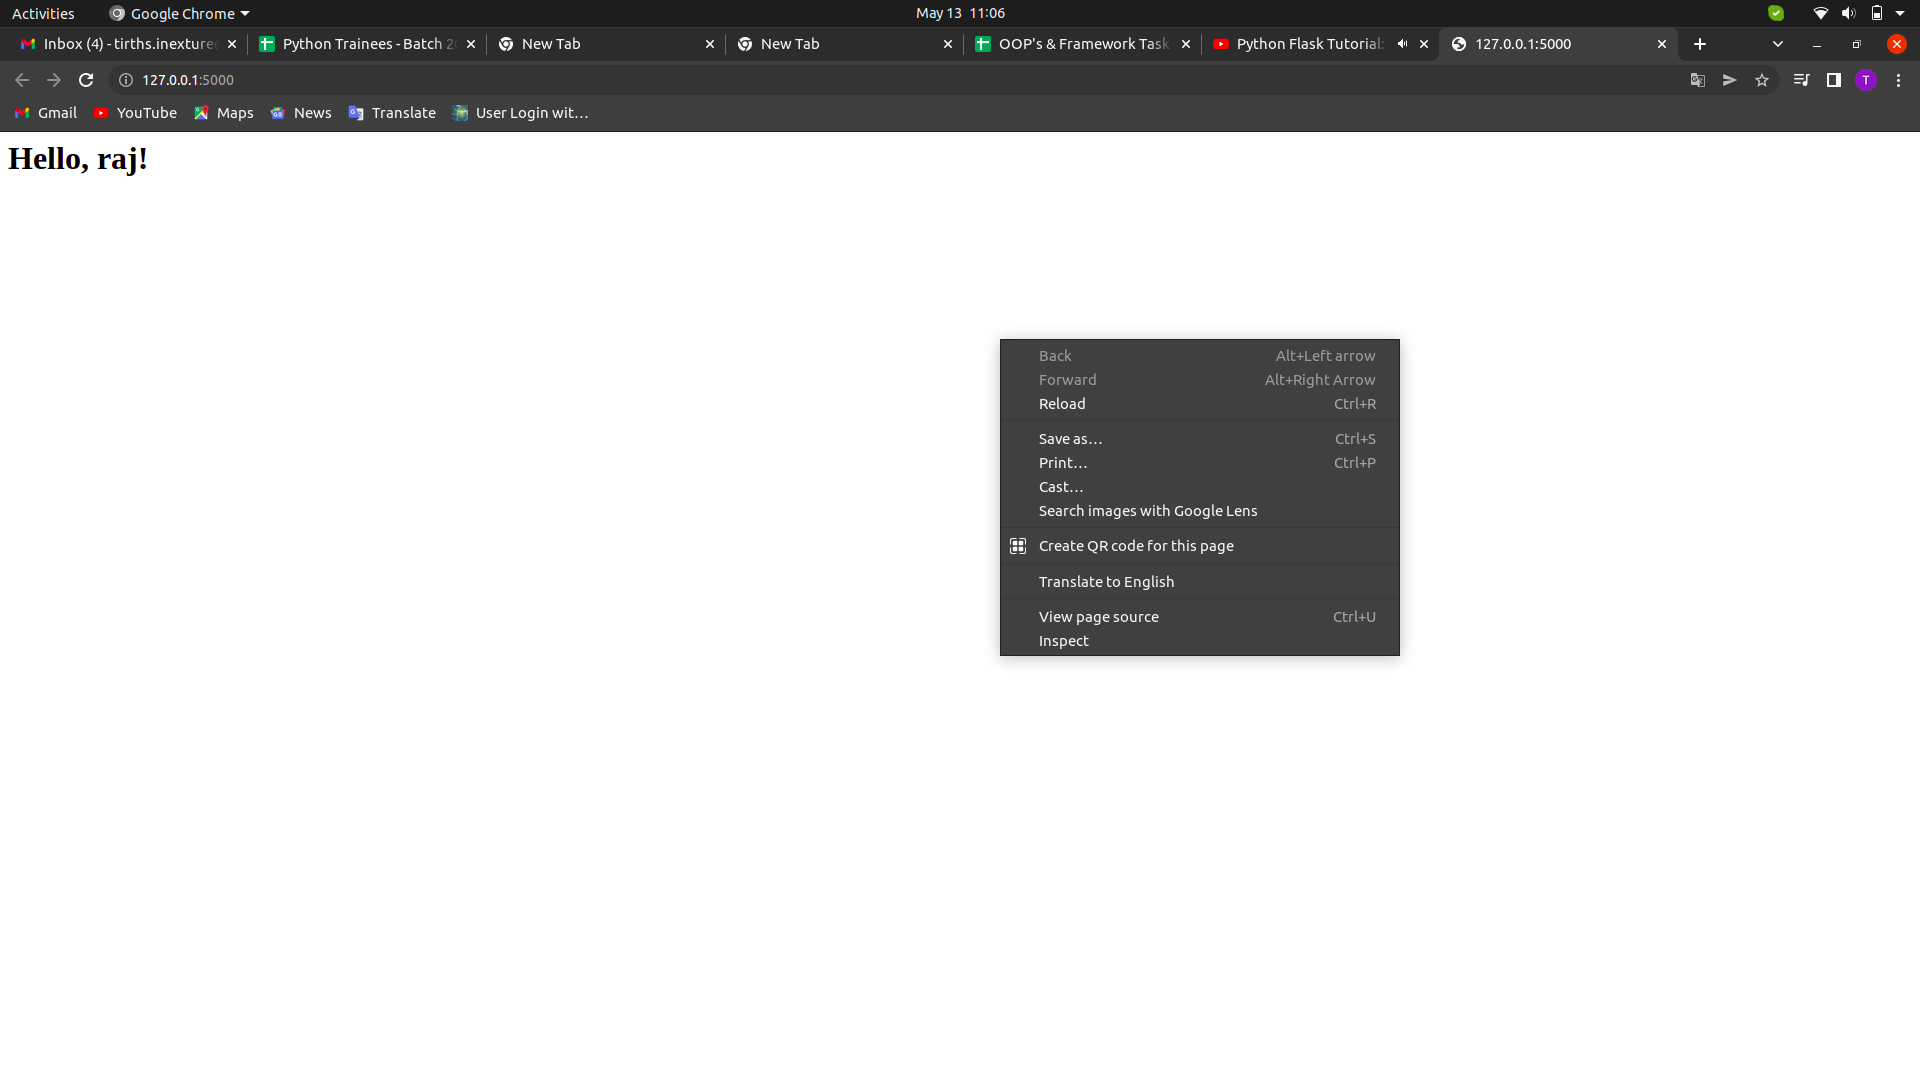 Activities Google Chrome May 13 11:06
Inbox (4) - tirths.inexture Python Trainees - Batch 2 New Tab New Tab OOP's & Framework Task Python Flask Tutorial: 127.0.0.1:5000
127.0.0.1:5000 T
Gmail YouTube Maps News Translate User Login wit…
Hello, raj!
Back Alt+Left arrow
Forward Alt+Right Arrow
Reload Ctrl+R
Save as… Ctrl+S
Print… Ctrl+P
Cast…
Search images with Google Lens
Create QR code for this page
Translate to English
View page source Ctrl+U
Inspect